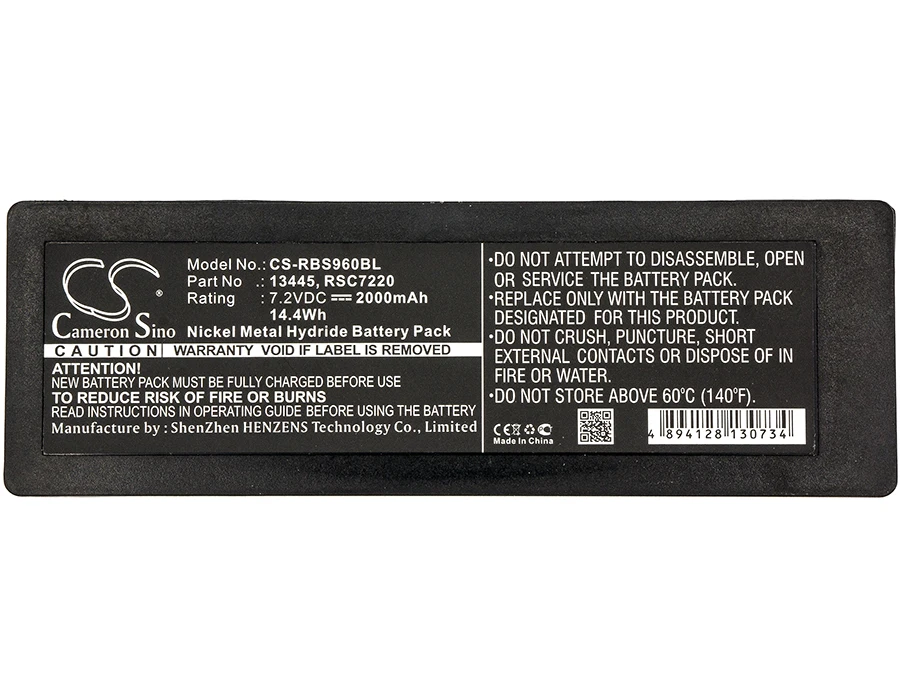 CS®
Cameron Sino
Model No.: CS-RBS960BL
Part No : 13445, RSC7220
Rating : 7.2VDC ⎓ 2000mAh
14.4Wh
Nickel Metal Hydride Battery Pack
CAUTION WARRANTY VOID IF LABEL IS REMOVED
ATTENTION!
NEW BATTERY PACK MUST BE FULLY CHARGED BEFORE USE
TO REDUCE RISK OF FIRE OR BURNS
READ INSTRUCTIONS IN OPERATING GUIDE BEFORE USING THE BATTERY
Manufacture by : ShenZhen HENZENS Technology Co., Limited
•DO NOT ATTEMPT TO DISASSEMBLE, OPEN
OR SERVICE THE BATTERY PACK.
•REPLACE ONLY WITH THE BATTERY PACK
DESIGNATED FOR THIS PRODUCT.
•DO NOT CRUSH, PUNCTURE, SHORT
EXTERNAL CONTACTS OR DISPOSE OF IN
FIRE OR WATER.
•DO NOT STORE ABOVE 60°C (140°F).
CE
Made In China
4 894128 130734